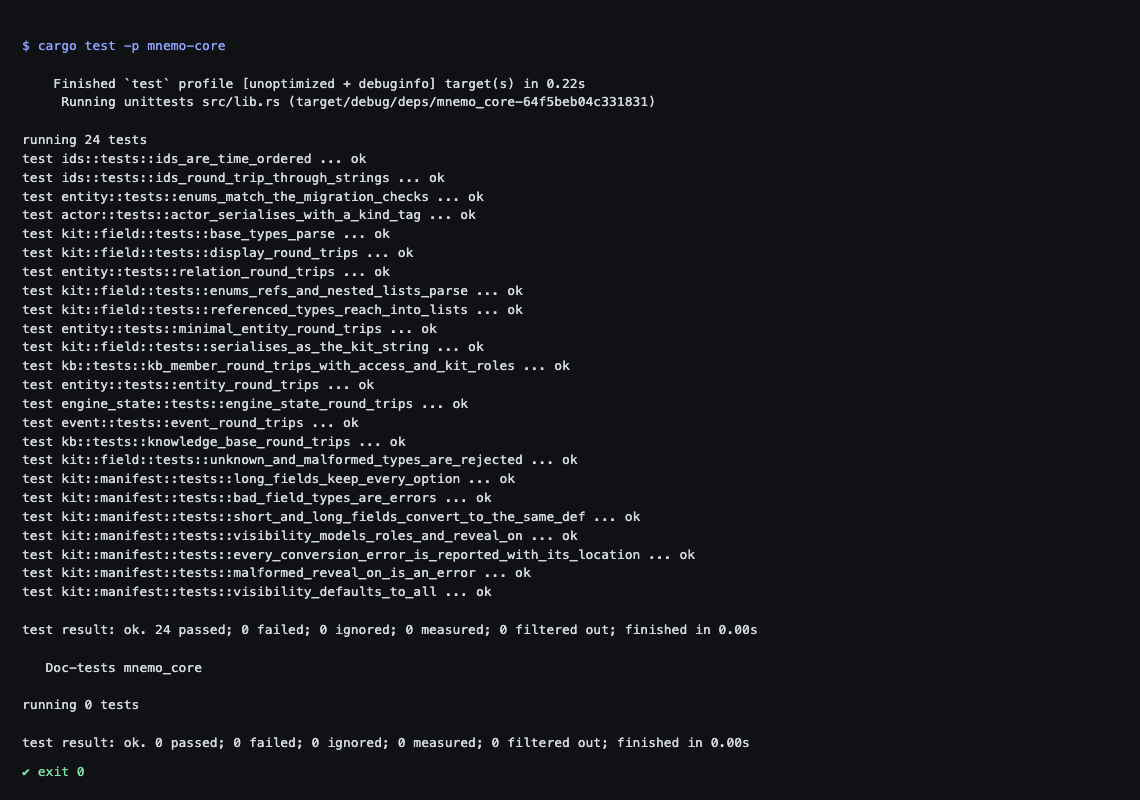 $ cargo test -p mnemo-core
Finished `test` profile [unoptimized + debuginfo] target(s) in 0.22s
Running unittests src/lib.rs (target/debug/deps/mnemo_core-64f5beb04c331831)
running 24 tests
test ids::tests::ids_are_time_ordered ... ok
test ids::tests::ids_round_trip_through_strings ... ok
test entity::tests::enums_match_the_migration_checks ... ok
test actor::tests::actor_serialises_with_a_kind_tag ... ok
test kit::field::tests::base_types_parse ... ok
test kit::field::tests::display_round_trips ... ok
test entity::tests::relation_round_trips ... ok
test kit::field::tests::enums_refs_and_nested_lists_parse ... ok
test kit::field::tests::referenced_types_reach_into_lists ... ok
test entity::tests::minimal_entity_round_trips ... ok
test kit::field::tests::serialises_as_the_kit_string ... ok
test kb::tests::kb_member_round_trips_with_access_and_kit_roles ... ok
test entity::tests::entity_round_trips ... ok
test engine_state::tests::engine_state_round_trips ... ok
test event::tests::event_round_trips ... ok
test kb::tests::knowledge_base_round_trips ... ok
test kit::field::tests::unknown_and_malformed_types_are_rejected ... ok
test kit::manifest::tests::long_fields_keep_every_option ... ok
test kit::manifest::tests::bad_field_types_are_errors ... ok
test kit::manifest::tests::short_and_long_fields_convert_to_the_same_def ... ok
test kit::manifest::tests::visibility_models_roles_and_reveal_on ... ok
test kit::manifest::tests::every_conversion_error_is_reported_with_its_location ... ok
test kit::manifest::tests::malformed_reveal_on_is_an_error ... ok
test kit::manifest::tests::visibility_defaults_to_all ... ok
test result: ok. 24 passed; 0 failed; 0 ignored; 0 measured; 0 filtered out; finished in 0.00s
Doc-tests mnemo_core
running 0 tests
test result: ok. 0 passed; 0 failed; 0 ignored; 0 measured; 0 filtered out; finished in 0.00s
✔ exit 0